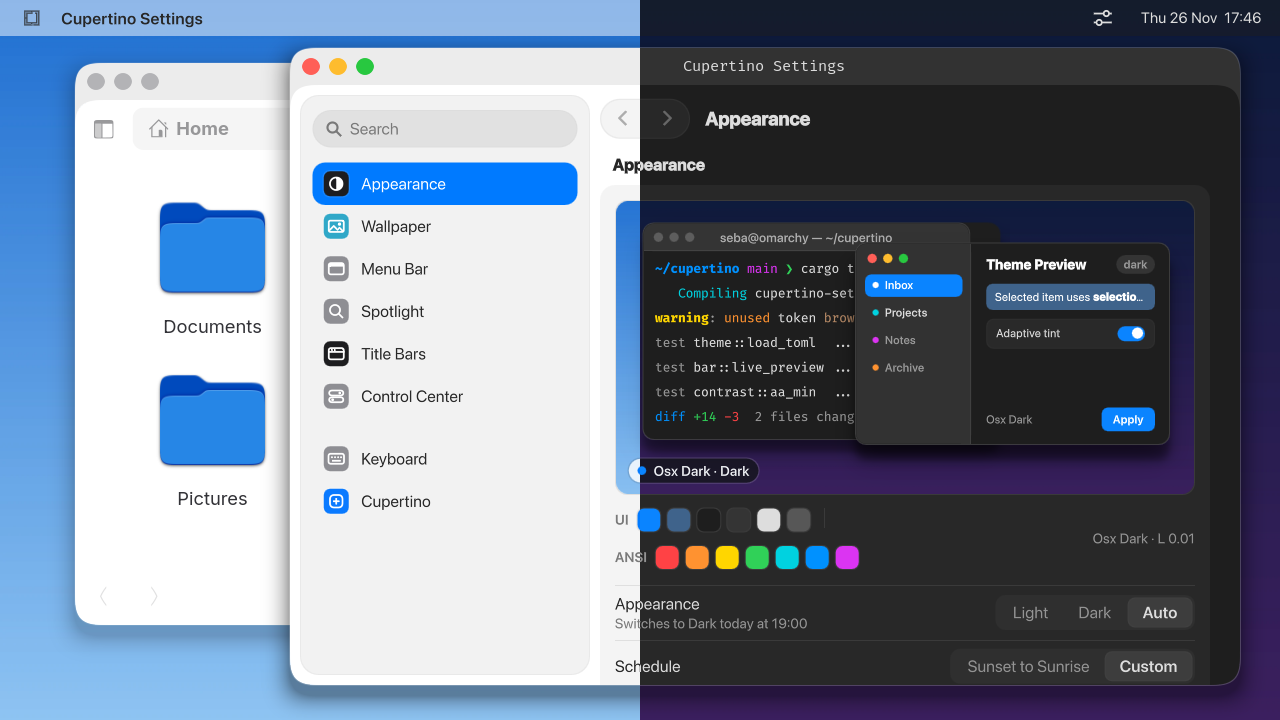 Cupertino Settings
Thu 26 Nov 17:46
Cupertino Settings
Home
Documents
Pictures
Search
Appearance
Wallpaper
Menu Bar
Spotlight
Title Bars
Control Center
Keyboard
Cupertino
Appearance
Appearance
seba@omarchy — ~/cupertino
~/cupertino main ❯ cargo t
Compiling cupertino-set
warning: unused token brow
test theme::load_toml ...
test bar::live_preview ...
test contrast::aa_min ...
diff +14 -3 2 files chang
Inbox
Projects
Notes
Archive
Theme Preview dark
Selected item uses selectio...
Adaptive tint
Osx Dark Apply
Osx Dark · Dark
UI
ANSI
Osx Dark · L 0.01
Appearance
Switches to Dark today at 19:00
Light Dark Auto
Schedule
Sunset to Sunrise Custom